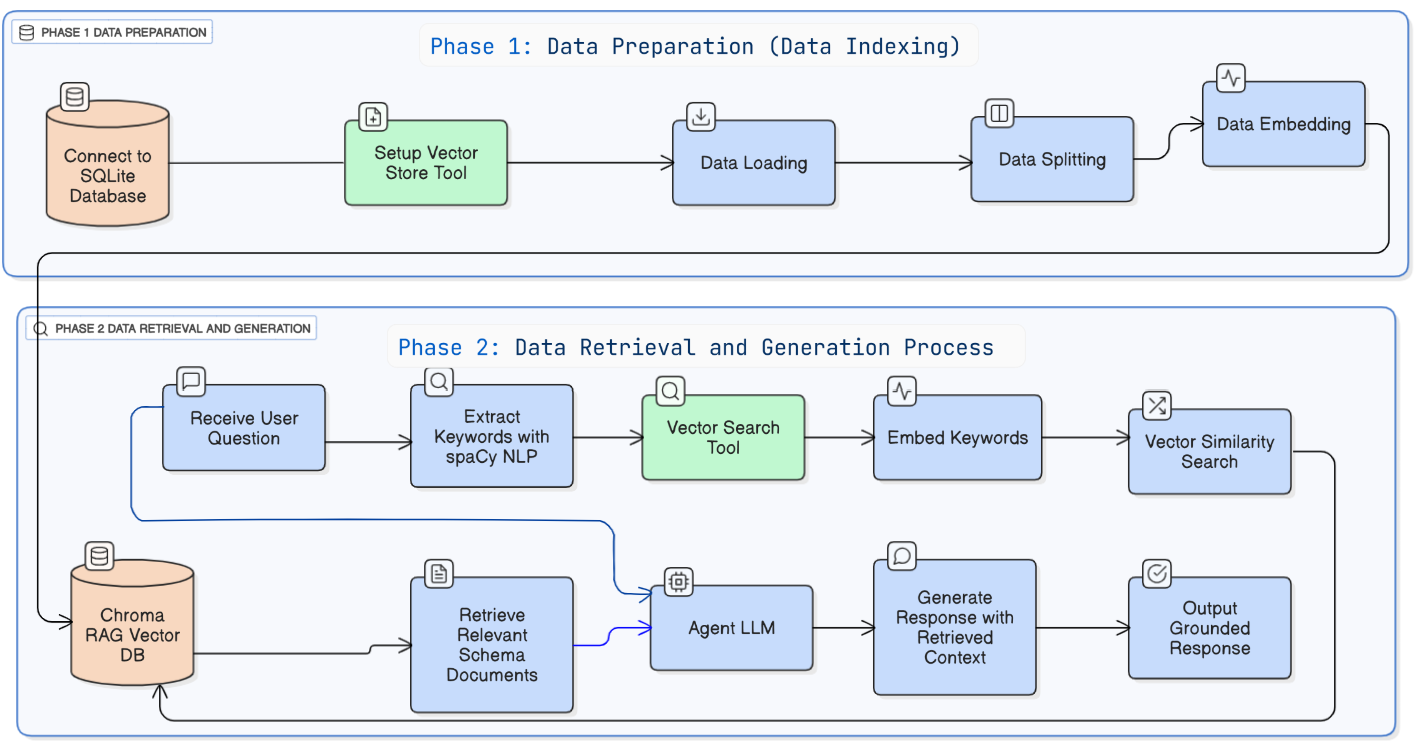 PHASE 1 DATA PREPARATION
Phase 1: Data Preparation (Data Indexing)
Connect to
SQLite
Database
Setup Vector
Store Tool
Data Loading
Data Splitting
Data Embedding
PHASE 2 DATA RETRIEVAL AND GENERATION
Phase 2: Data Retrieval and Generation Process
Receive User
Question
Extract
Keywords with
spaCy NLP
Vector Search
Tool
Embed Keywords
Vector Similarity
Search
Chroma
RAG Vector
DB
Retrieve
Relevant
Schema
Documents
Agent LLM
Generate
Response with
Retrieved
Context
Output
Grounded
Response